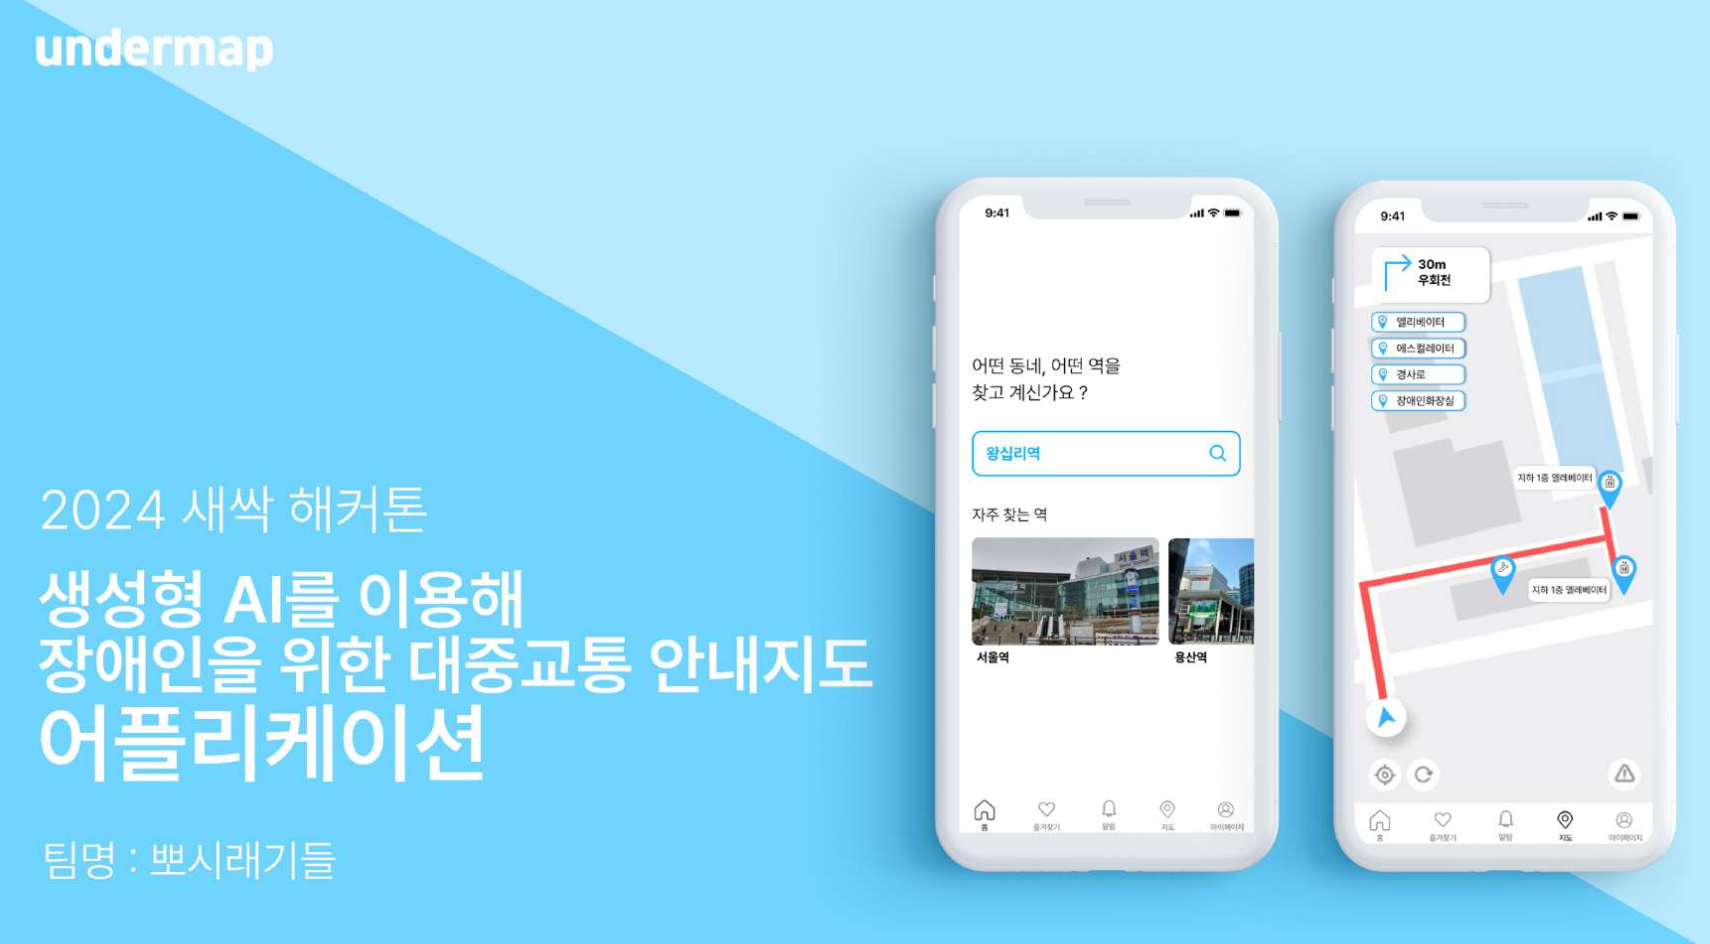 undermap
2024 새싹 해커톤
생성형 AI를 이용해
장애인을 위한 대중교통 안내지도
어플리케이션
팀명 : 뽀시래기들
9:41
어떤 동네, 어떤 역을
찾고 계신가요 ?
왕십리역
자주 찾는 역
서울역
서울역
용산역
홈
즐겨찾기
알림
지도
마이페이지
9:41
30m
우회전
엘리베이터
에스컬레이터
경사로
장애인화장실
지하 1층 엘레베이터
지하 1층 엘레베이터
홈
즐겨찾기
알림
지도
마이페이지